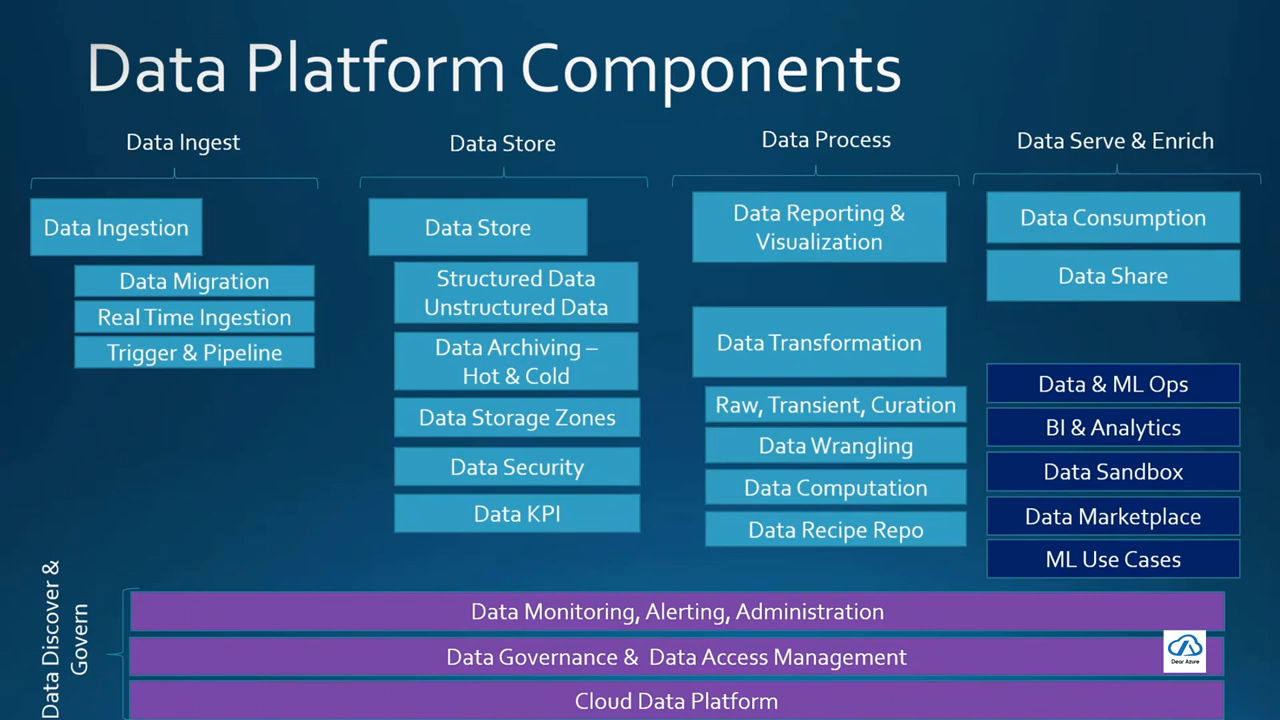 Data Platform Components
Data Ingest
Data Ingestion
Data Migration
Real Time Ingestion
Trigger & Pipeline
Data Store
Data Store
Structured Data
Unstructured Data
Data Archiving –
Hot & Cold
Data Storage Zones
Data Security
Data KPI
Data Process
Data Reporting &
Visualization
Data Transformation
Raw, Transient, Curation
Data Wrangling
Data Computation
Data Recipe Repo
Data Serve & Enrich
Data Consumption
Data Share
Data & ML Ops
BI & Analytics
Data Sandbox
Data Marketplace
ML Use Cases
Data Discover &
Govern
Data Monitoring, Alerting, Administration
Data Governance & Data Access Management
Cloud Data Platform
Dear Azure